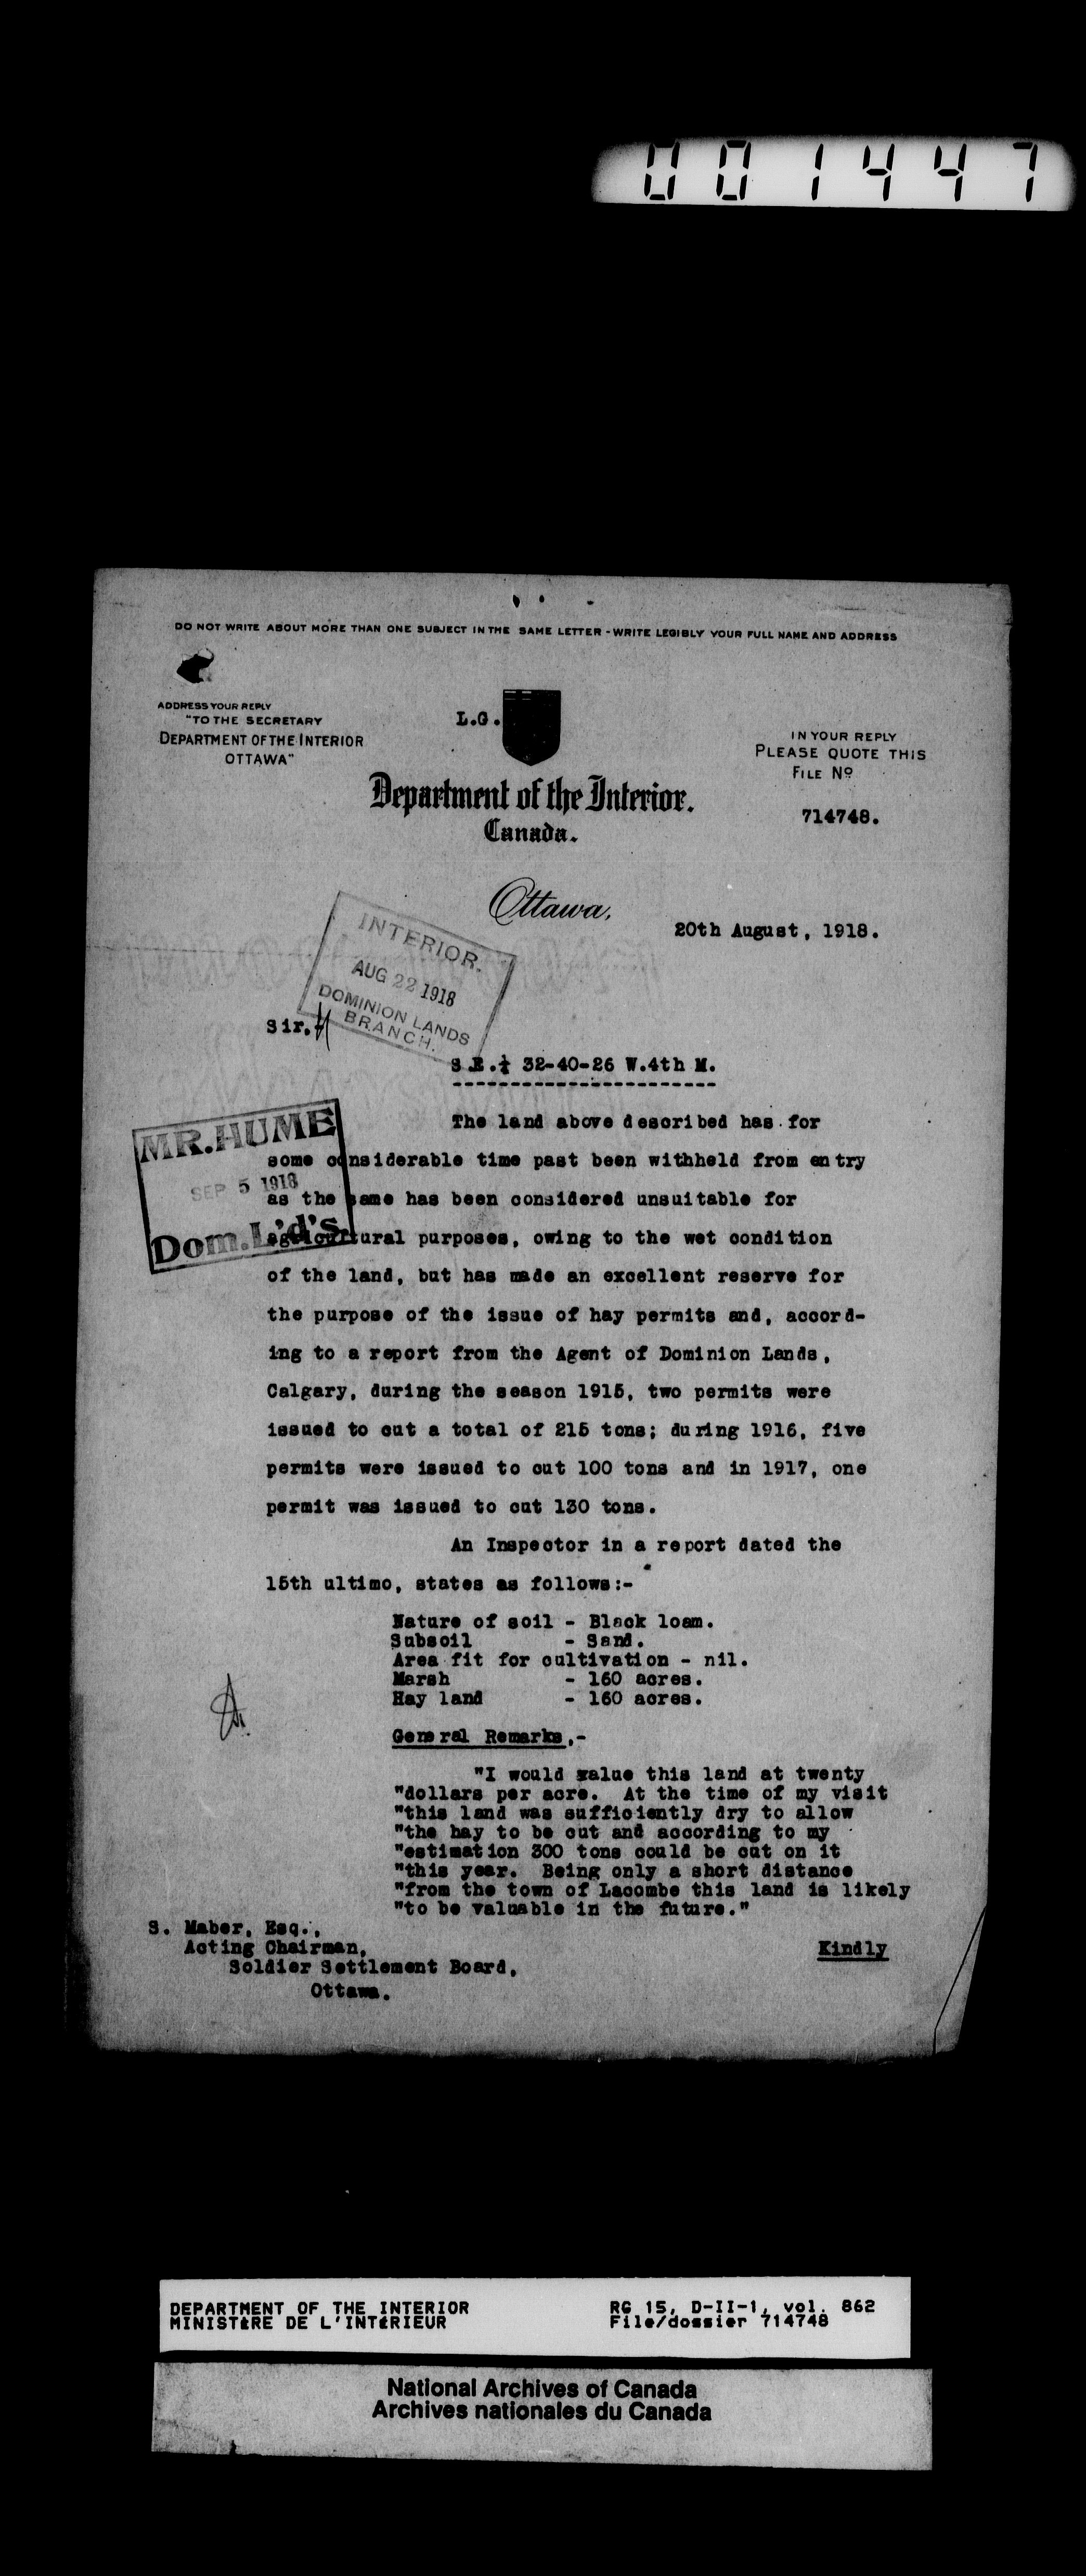 001447
DO NOT WRITE ABOUT MORE THAN ONE SUBJECT IN THE SAME LETTER - WRITE LEGIBLY YOUR FULL NAME AND ADDRESS
ADDRESS YOUR REPLY
"TO THE SECRETARY
DEPARTMENT OF THE INTERIOR
OTTAWA"
L.G.
IN YOUR REPLY
PLEASE QUOTE THIS
FILE Nº
714748.
Department of the Interior.
Canada.
Ottawa,
20th August, 1918.
INTERIOR.
AUG 22 1918
DOMINION LANDS
BRANCH.
Sir,-
S.E.¼ 32-40-26 W.4th M.
MR. HUME
SEP 5 1918
Dom. L'd's.
The land above described has for
some considerable time past been withheld from entry
as the same has been considered unsuitable for
agricultural purposes, owing to the wet condition
of the land, but has made an excellent reserve for
the purpose of the issue of hay permits and, accord-
ing to a report from the Agent of Dominion Lands,
Calgary, during the season 1915, two permits were
issued to cut a total of 215 tons; during 1916, five
permits were issued to cut 100 tons and in 1917, one
permit was issued to cut 130 tons.
An Inspector in a report dated the
15th ultimo, states as follows:-
Nature of soil - Black loam.
Subsoil - Sand.
Area fit for cultivation - nil.
Marsh - 160 acres.
Hay land - 160 acres.
General Remarks,-
"I would value this land at twenty
"dollars per acre. At the time of my visit
"this land was sufficiently dry to allow
"the hay to be cut and according to my
"estimation 300 tons could be cut on it
"this year. Being only a short distance
"from the town of Lacombe this land is likely
"to be valuable in the future."
S. Maber, Esq.,
Acting Chairman,
Soldier Settlement Board,
Ottawa.
Kindly
DEPARTMENT OF THE INTERIOR
MINISTÈRE DE L'INTÉRIEUR
RG 15, D-II-1, vol. 862
File/dossier 714748
National Archives of Canada
Archives nationales du Canada